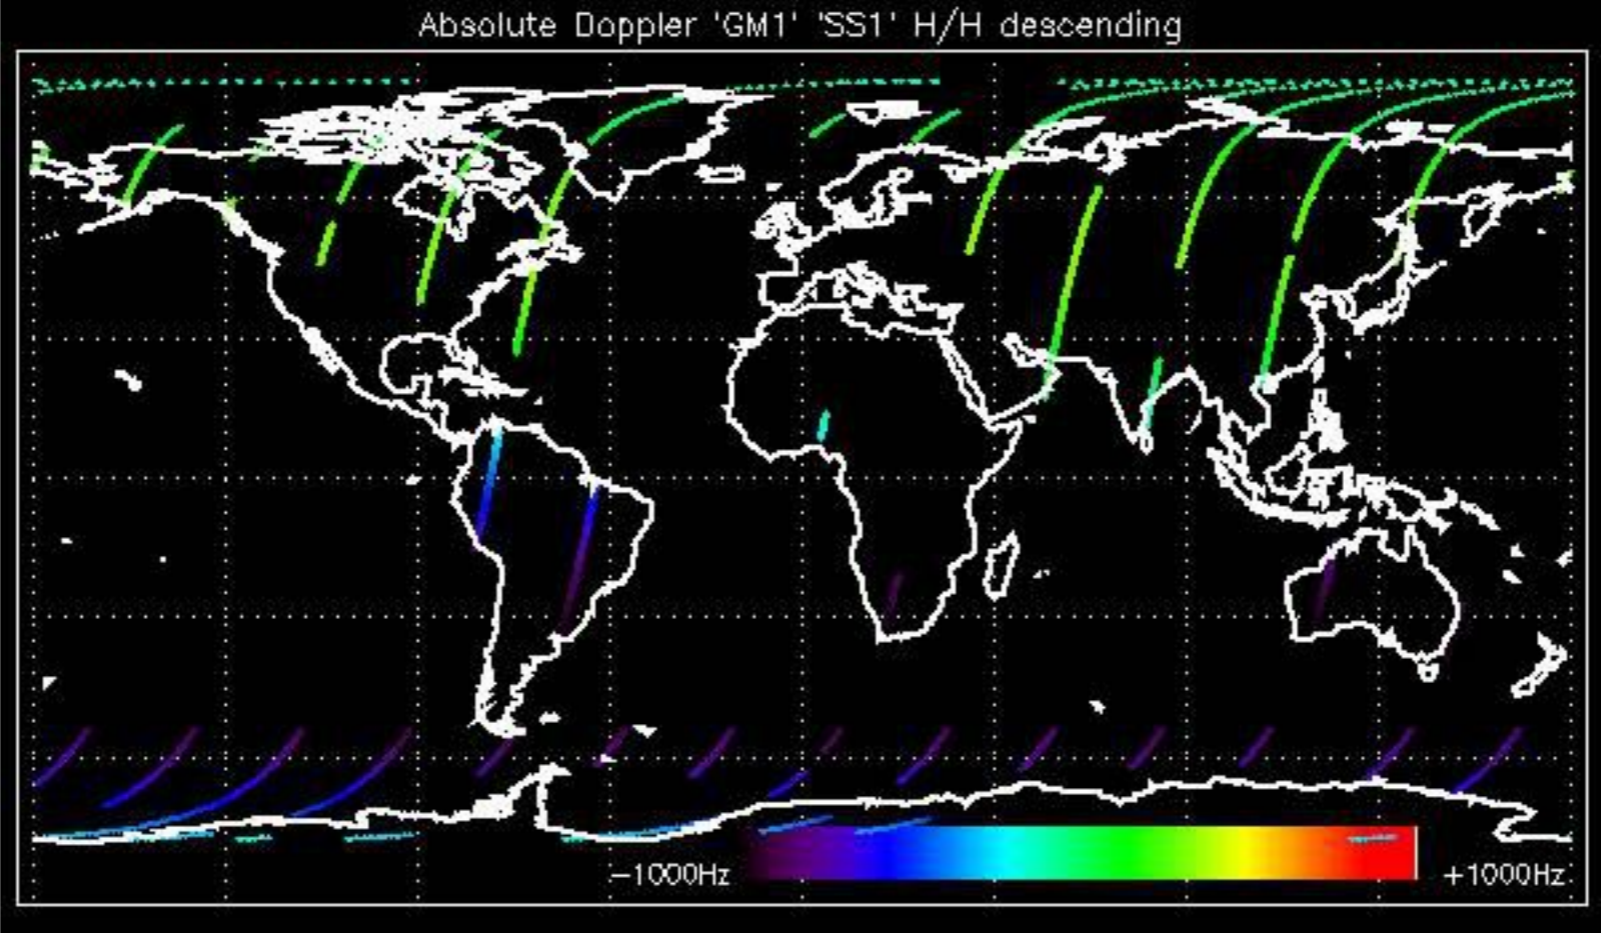 Absolute Doppler 'GM1' 'SS1' H/H descending
−1000Hz
+1000Hz